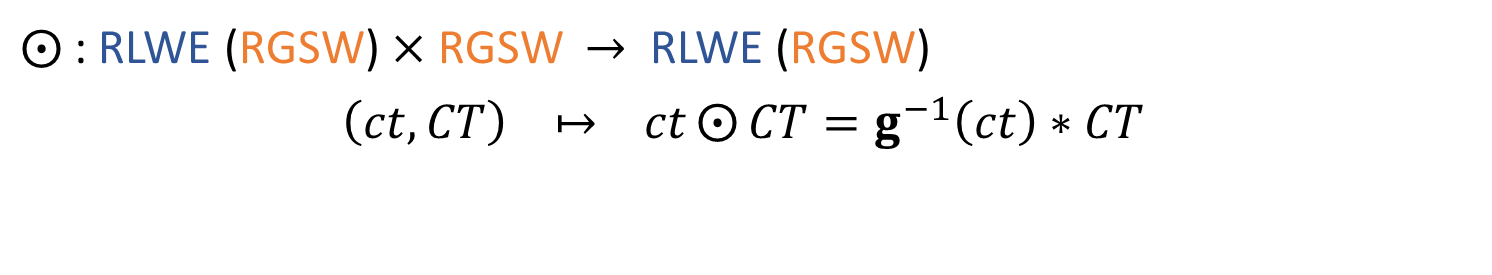 ⊙ : RLWE (RGSW) × RGSW → RLWE (RGSW)
(ct, CT) ↦ ct ⊙ CT = g⁻¹(ct) ∗ CT